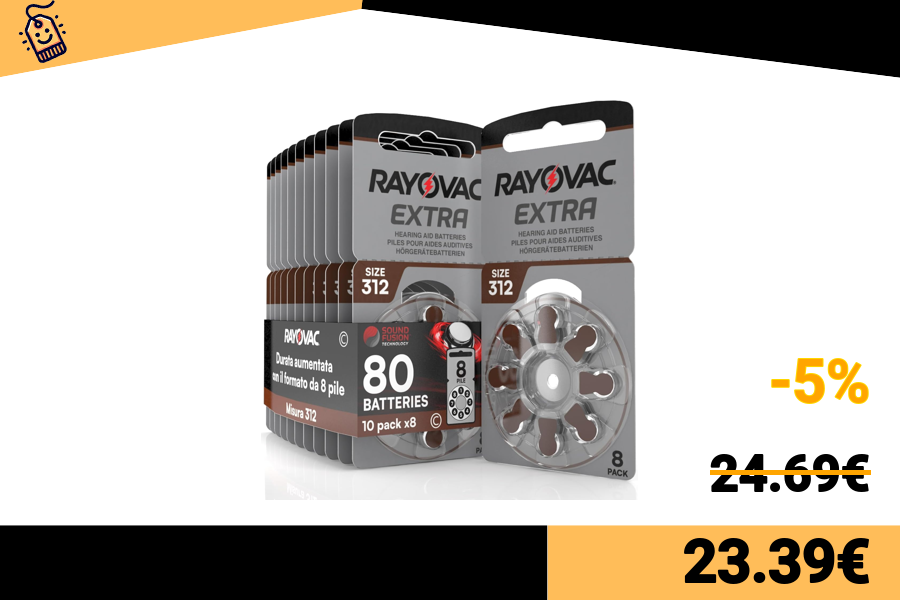 RAYOVAC
EXTRA
HEARING AID BATTERIES
PILES POUR AIDES AUDITIVES
HÖRGERÄTEBATTERIEN
SIZE
312
RAYOVAC
EXTRA
HEARING AID BATTERIES
PILES POUR AIDES AUDITIVES
HÖRGERÄTEBATTERIEN
SIZE
312
8
PACK
RAYOVAC ©
Durata aumentata
con il formato da 8 pile
Misura 312
SOUND
FUSION
TECHNOLOGY
80
BATTERIES
10 pack x8 ©
8
PILE
-5%
24.69€
23.39€